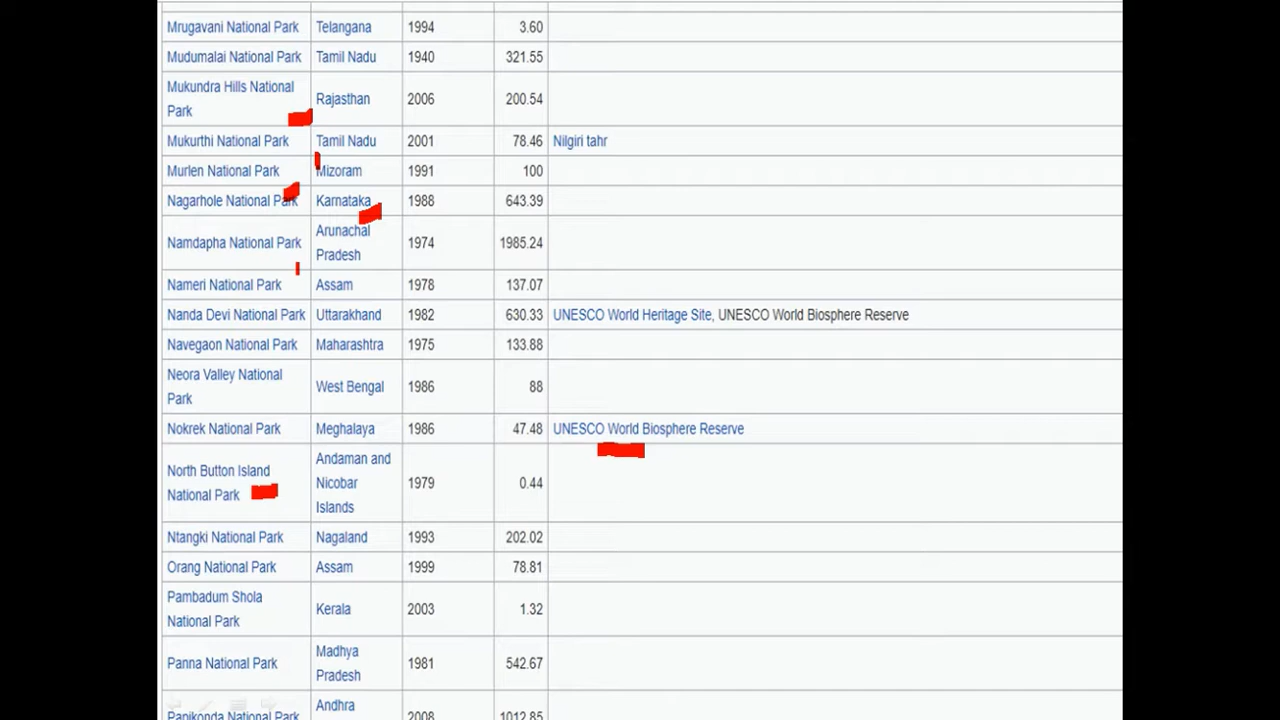 Mrugavani National Park Telangana 1994 3.60
Mudumalai National Park Tamil Nadu 1940 321.55
Mukundra Hills National
Park Rajasthan 2006 200.54
Mukurthi National Park Tamil Nadu 2001 78.46 Nilgiri tahr
Murlen National Park Mizoram 1991 100
Nagarhole National Park Karnataka 1988 643.39
Namdapha National Park Arunachal
Pradesh 1974 1985.24
Nameri National Park Assam 1978 137.07
Nanda Devi National Park Uttarakhand 1982 630.33 UNESCO World Heritage Site, UNESCO World Biosphere Reserve
Navegaon National Park Maharashtra 1975 133.88
Neora Valley National
Park West Bengal 1986 88
Nokrek National Park Meghalaya 1986 47.48 UNESCO World Biosphere Reserve
North Button Island
National Park Andaman and
Nicobar
Islands 1979 0.44
Ntangki National Park Nagaland 1993 202.02
Orang National Park Assam 1999 78.81
Pambadum Shola
National Park Kerala 2003 1.32
Panna National Park Madhya
Pradesh 1981 542.67
Papikonda National Park Andhra 2008 1012.85